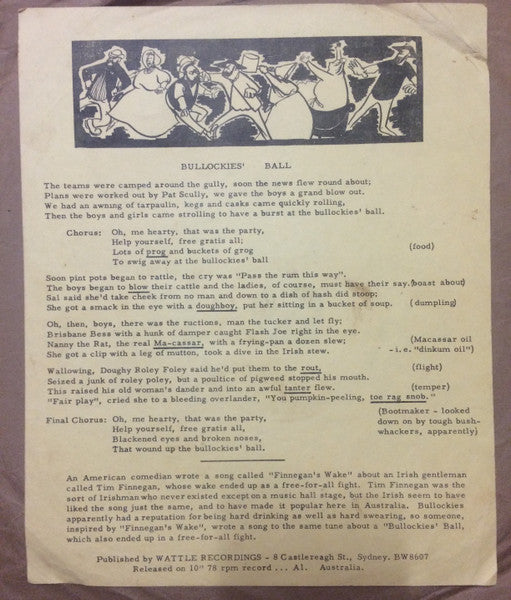 BULLOCKIES' BALL
The teams were camped around the gully, soon the news flew round about;
Plans were worked out by Pat Scully, we gave the boys a grand blow out.
We had an awning of tarpaulin, kegs and casks came quickly rolling,
Then the boys and girls came strolling to have a burst at the bullockies' ball.
Chorus: Oh, me hearty, that was the party,
Help yourself, free gratis all;
Lots of prog and buckets of grog (food)
To swig away at the bullockies' ball
Soon pint pots began to rattle, the cry was "Pass the rum this way".
The boys began to blow their cattle and the ladies, of course, must have their say. (boast about)
Sal said she'd take cheek from no man and down to a dish of hash did stoop;
She got a smack in the eye with a doughboy, put her sitting in a bucket of soup. (dumpling)
Oh, then, boys, there was the ructions, man the tucker and let fly;
Brisbane Bess with a hunk of damper caught Flash Joe right in the eye.
Nanny the Rat, the real Ma-cassar, with a frying-pan a dozen slew; (Macassar oil
She got a clip with a leg of mutton, took a dive in the Irish stew. -i.e. "dinkum oil")
Wallowing, Doughy Roley Foley said he'd put them to the rout, (flight)
Seized a junk of roley poley, but a poultice of pigweed stopped his mouth.
This raised his old woman's dander and into an awful tanter flew. (temper)
"Fair play", cried she to a bleeding overlander, "You pumpkin-peeling, toe rag snob."
Final Chorus: Oh, me hearty, that was the party, (Bootmaker - looked
Help yourself, free gratis all, down on by tough bush-
Blackened eyes and broken noses, whackers, apparently)
That wound up the bullockies' ball.
An American comedian wrote a song called "Finnegan's Wake" about an Irish gentleman
called Tim Finnegan, whose wake ended up as a free-for-all fight. Tim Finnegan was the
sort of Irishman who never existed except on a music hall stage, but the Irish seem to have
liked the song just the same, and to have made it popular here in Australia. Bullockies
apparently had a reputation for being hard drinking as well as hard swearing, so someone,
inspired by "Finnegan's Wake", wrote a song to the same tune about a "Bullockies' Ball,
which also ended up in a free-for-all fight.
Published by WATTLE RECORDINGS - 8 Castlereagh St., Sydney. BW8607
Released on 10" 78 rpm record ... A1. Australia.